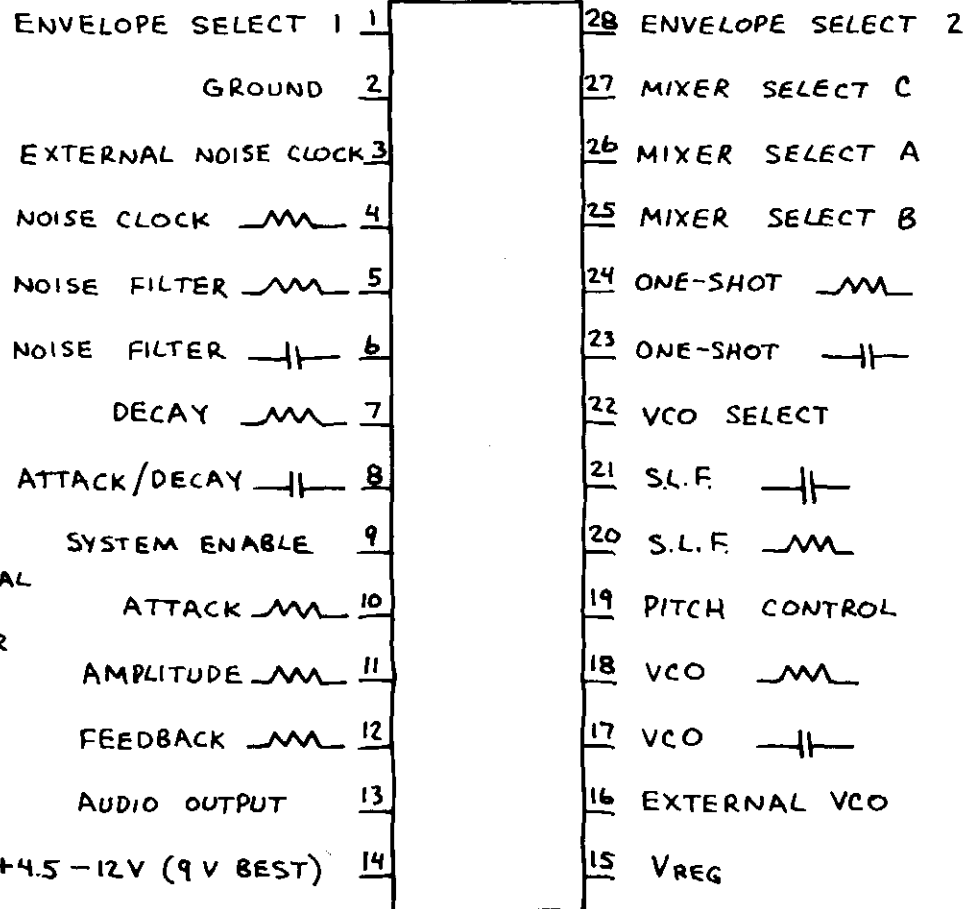 ENVELOPE SELECT 1 1 28 ENVELOPE SELECT 2
GROUND 2 27 MIXER SELECT C
EXTERNAL NOISE CLOCK 3 26 MIXER SELECT A
NOISE CLOCK 4 25 MIXER SELECT B
NOISE FILTER 5 24 ONE-SHOT
NOISE FILTER 6 23 ONE-SHOT
DECAY 7 22 VCO SELECT
ATTACK/DECAY 8 21 S.L.F.
SYSTEM ENABLE 9 20 S.L.F.
AL
ATTACK 10 19 PITCH CONTROL
R
AMPLITUDE 11 18 VCO
FEEDBACK 12 17 VCO
AUDIO OUTPUT 13 16 EXTERNAL VCO
+4.5-12V (9 V BEST) 14 15 VREG